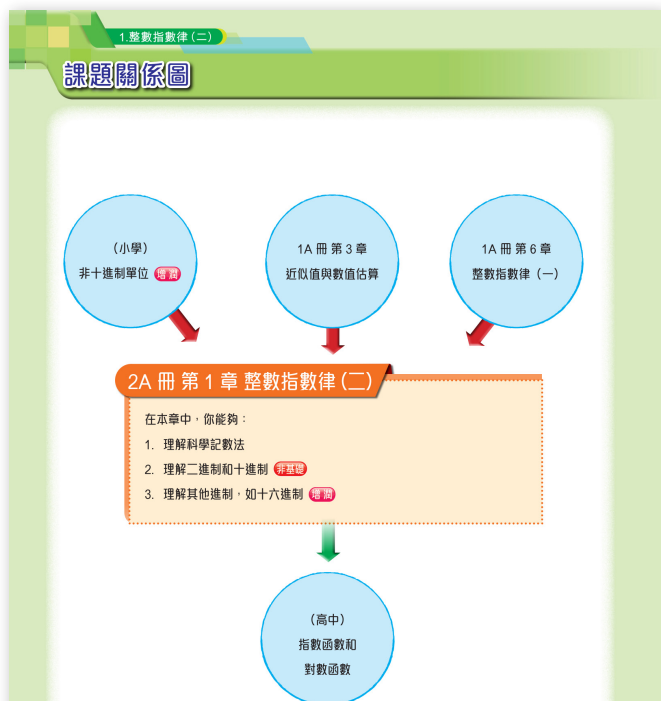 1.整數指數律(二)
課題關係圖
(小學)
非十進制單位 增潤
1A 冊 第 3 章
近似值與數值估算
1A 冊 第 6 章
整數指數律 (一)
2A 冊 第 1 章 整數指數律 (二)
在本章中，你能夠：
1. 理解科學記數法
2. 理解二進制和十進制 非基礎
3. 理解其他進制，如十六進制 增潤
(高中)
指數函數和
對數函數